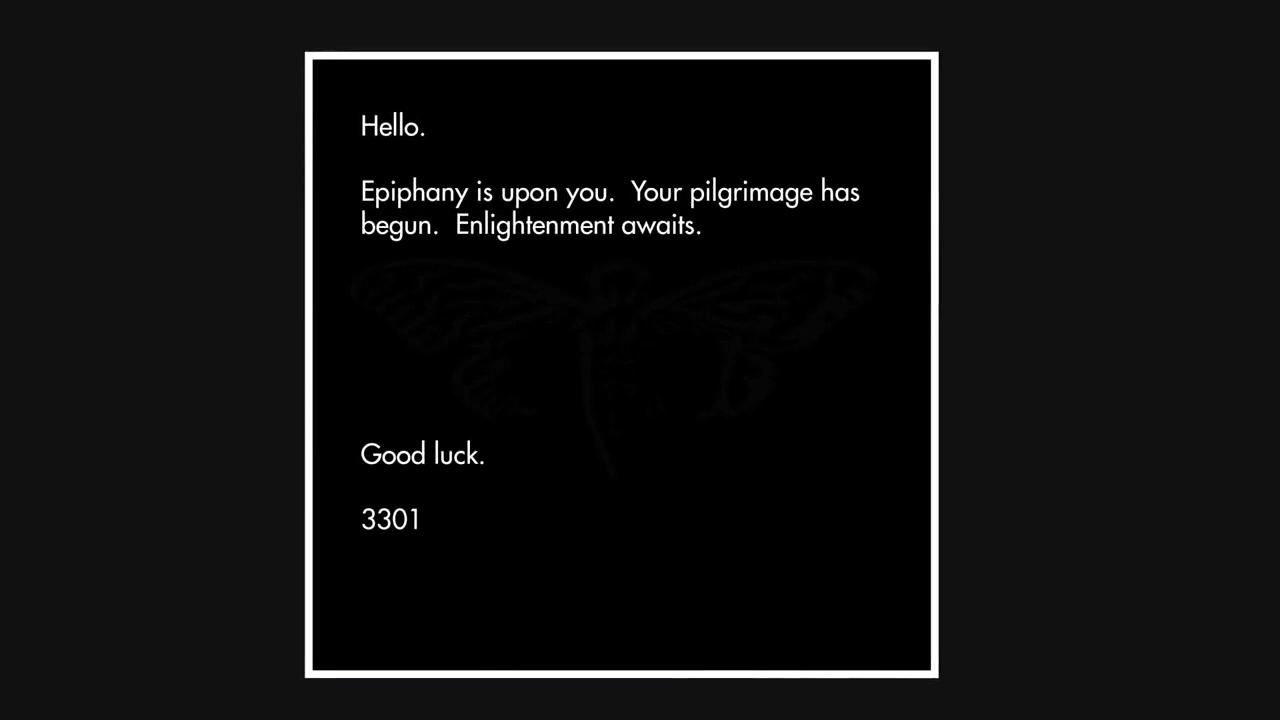 Hello.
Epiphany is upon you.  Your pilgrimage has
begun.  Enlightenment awaits.
Good luck.
3301